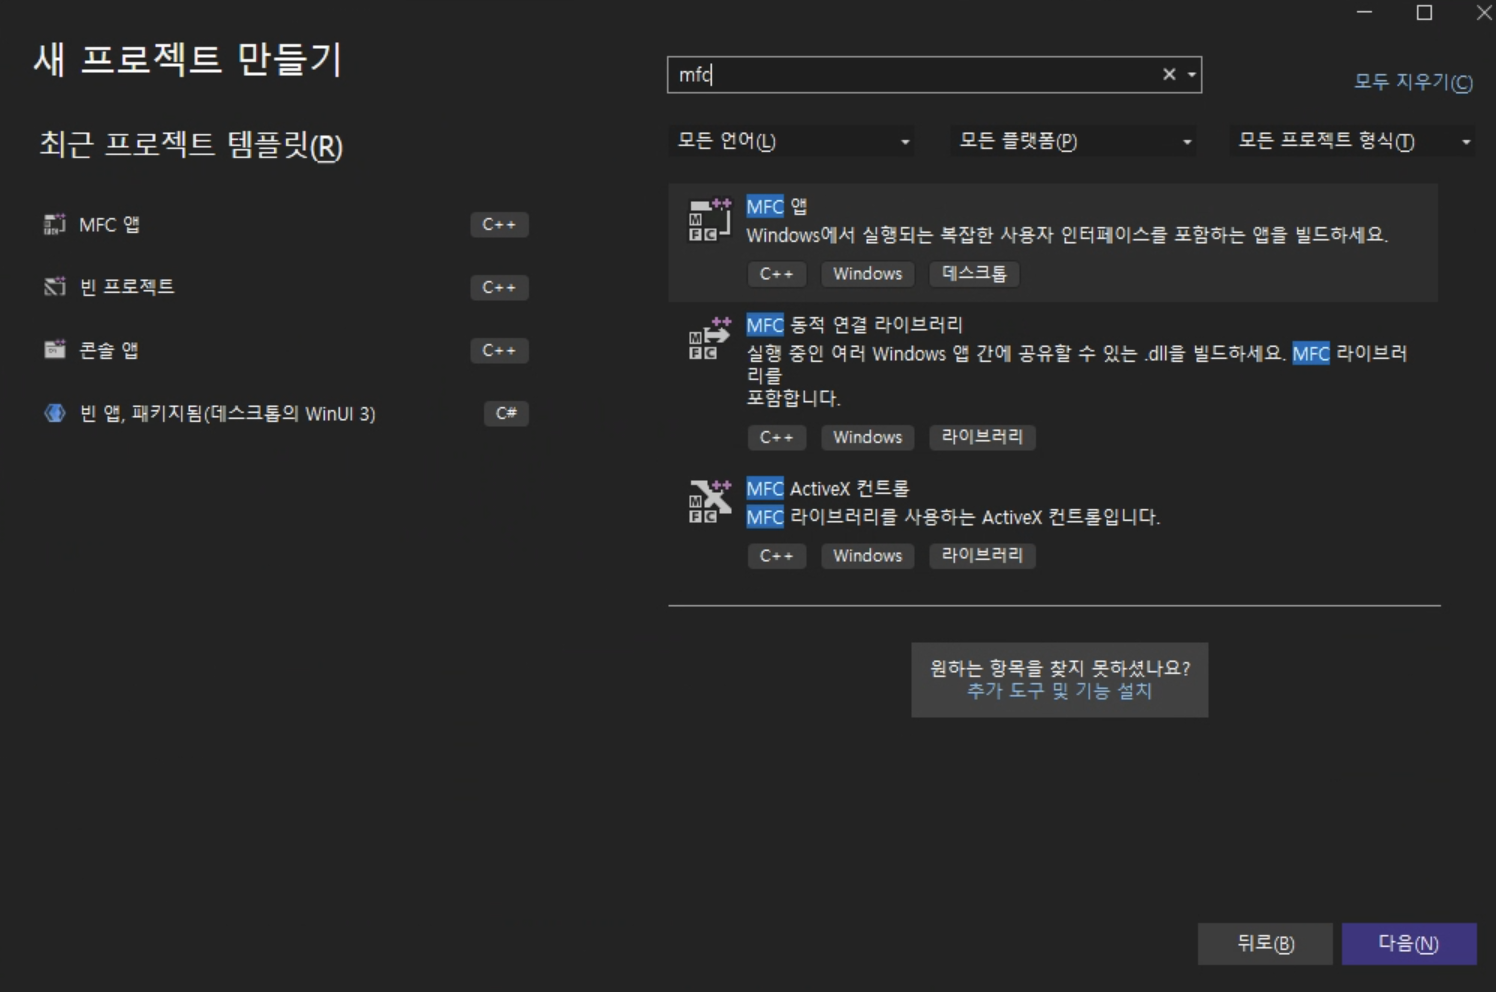 새 프로젝트 만들기
최근 프로젝트 템플릿(R)
MFC 앱 C++
빈 프로젝트 C++
콘솔 앱 C++
빈 앱, 패키지됨(데스크톱의 WinUI 3) C#
mfc
모두 지우기(C)
모든 언어(L) 모든 플랫폼(P) 모든 프로젝트 형식(T)
MFC 앱
Windows에서 실행되는 복잡한 사용자 인터페이스를 포함하는 앱을 빌드하세요.
C++ Windows 데스크톱
MFC 동적 연결 라이브러리
실행 중인 여러 Windows 앱 간에 공유할 수 있는 .dll을 빌드하세요. MFC 라이브러
리를
포함합니다.
C++ Windows 라이브러리
MFC ActiveX 컨트롤
MFC 라이브러리를 사용하는 ActiveX 컨트롤입니다.
C++ Windows 라이브러리
원하는 항목을 찾지 못하셨나요?
추가 도구 및 기능 설치
뒤로(B) 다음(N)